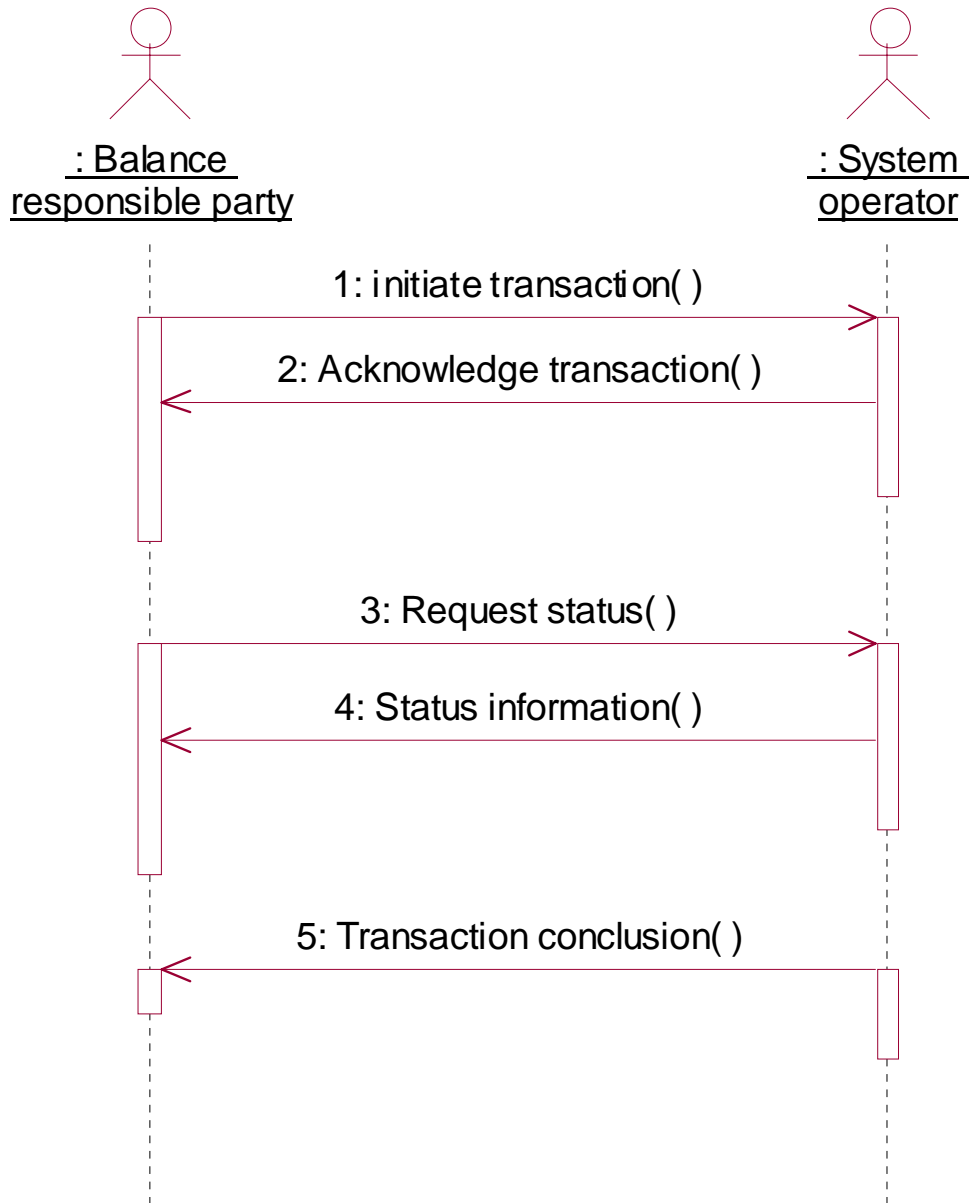 : Balance
responsible party
: System
operator
1: initiate transaction( )
2: Acknowledge transaction( )
3: Request status( )
4: Status information( )
5: Transaction conclusion( )